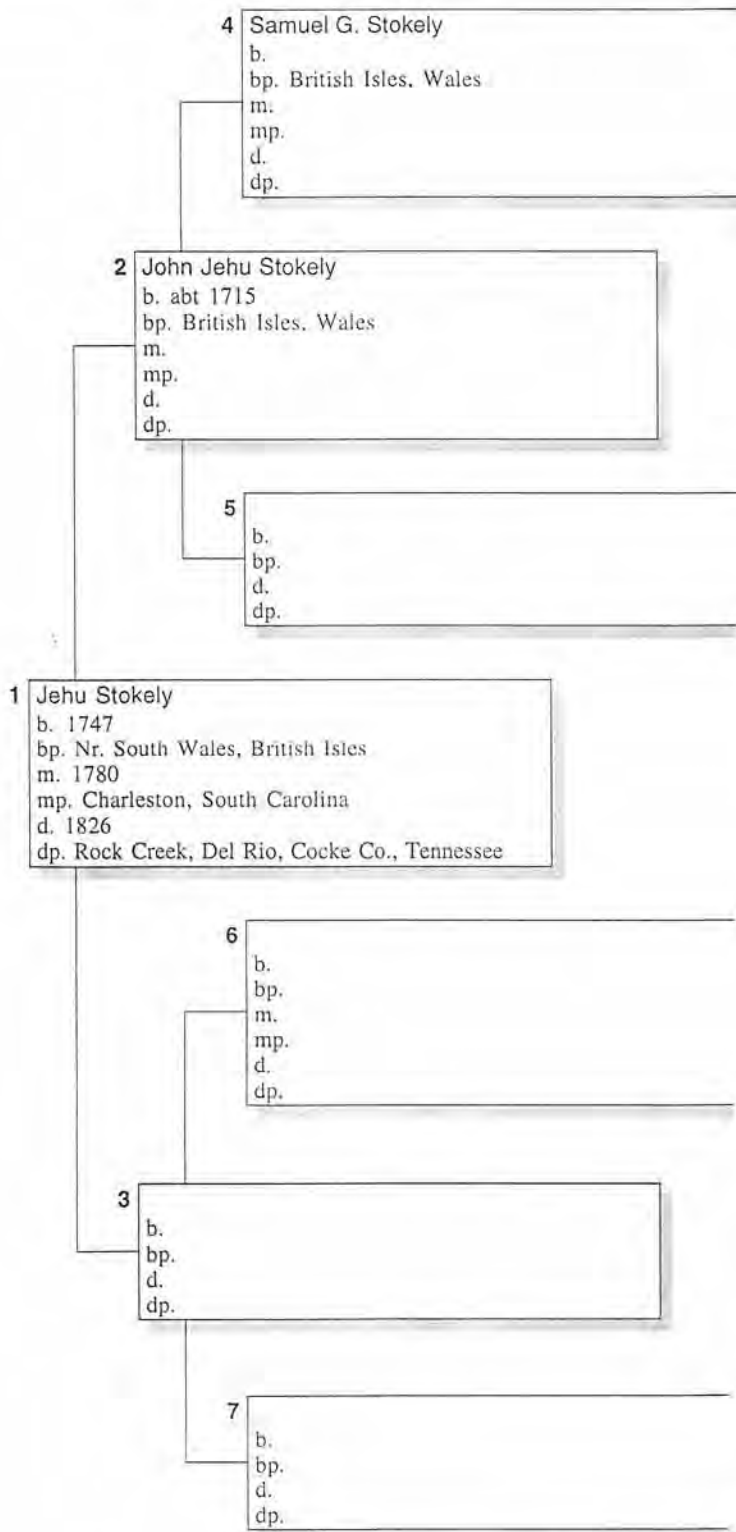 4 Samuel G. Stokely
b.
bp. British Isles, Wales
m.
mp.
d.
dp.
2 John Jehu Stokely
b. abt 1715
bp. British Isles, Wales
m.
mp.
d.
dp.
5
b.
bp.
d.
dp.
1 Jehu Stokely
b. 1747
bp. Nr. South Wales, British Isles
m. 1780
mp. Charleston, South Carolina
d. 1826
dp. Rock Creek, Del Rio, Cocke Co., Tennessee
6
b.
bp.
m.
mp.
d.
dp.
3
b.
bp.
d.
dp.
7
b.
bp.
d.
dp.